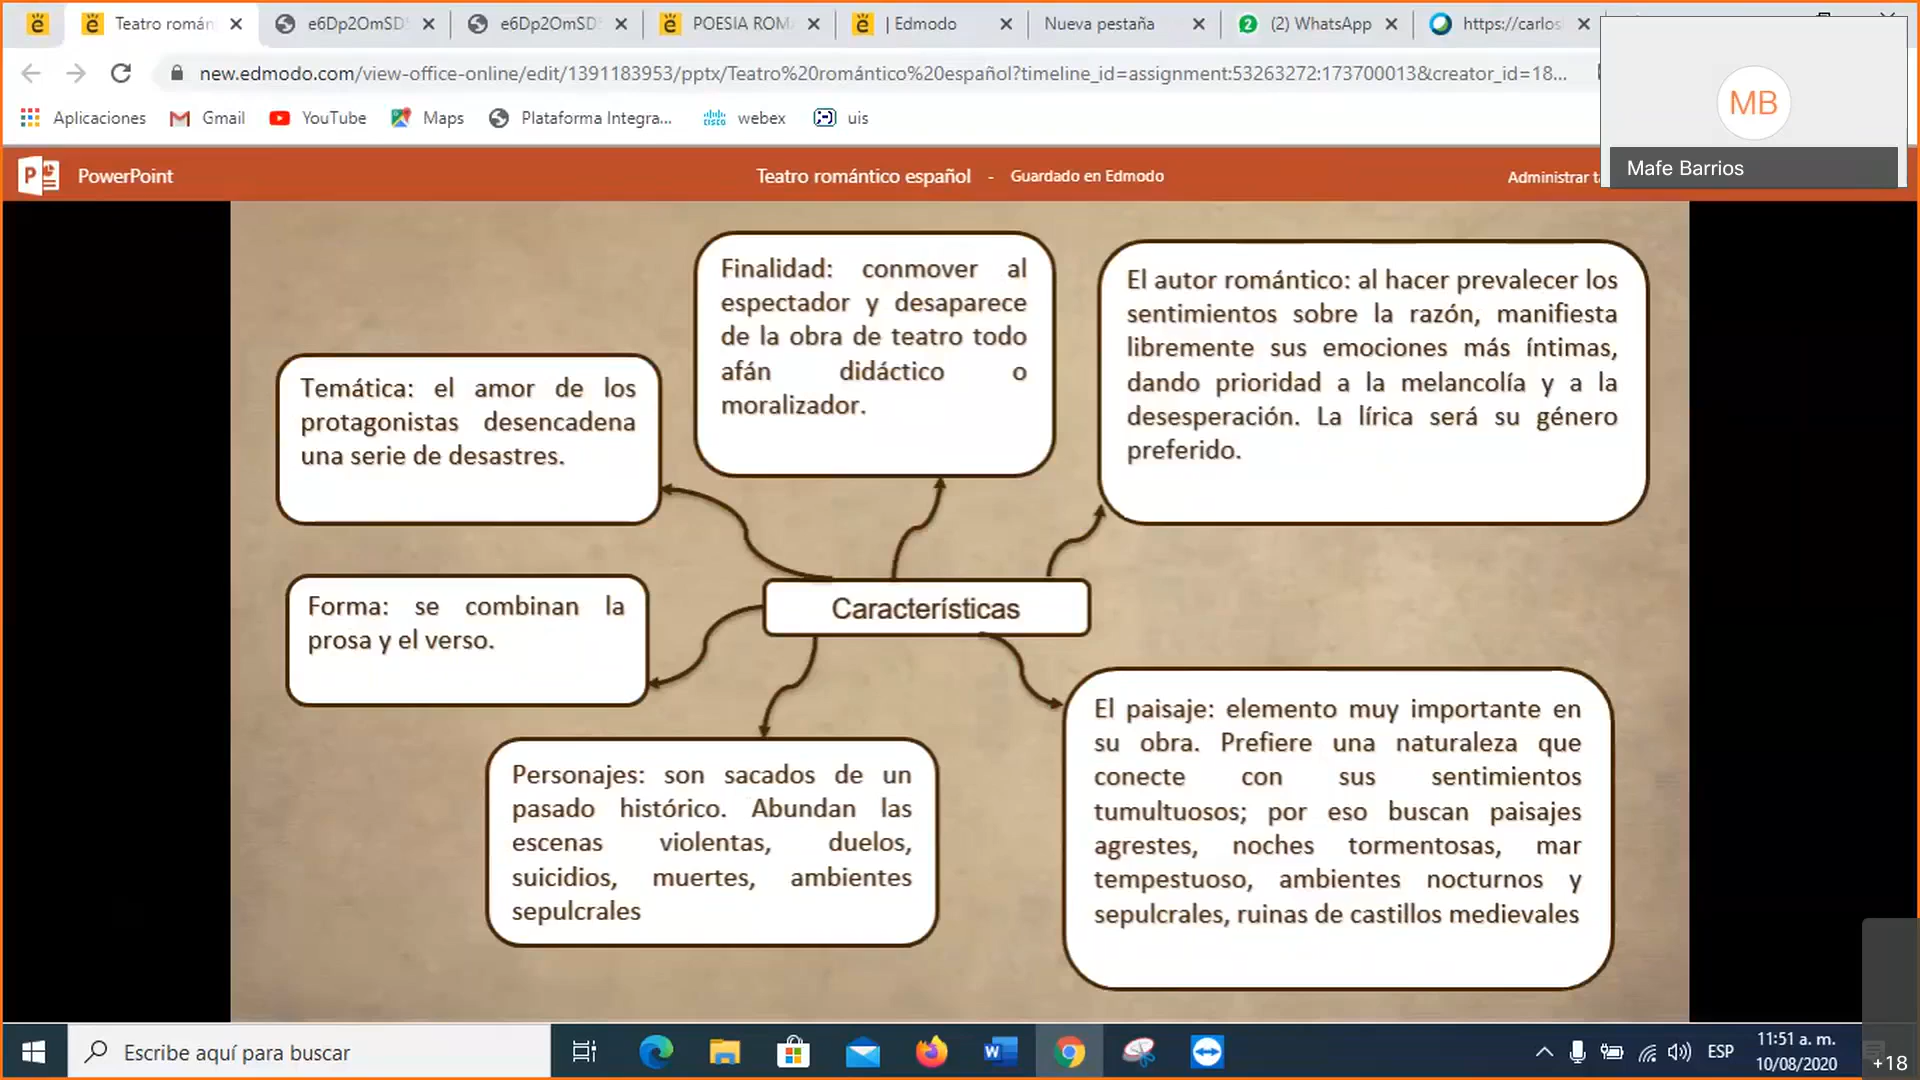 Teatro román
e6Dp2OmSD
e6Dp2OmSD
POESIA ROM
| Edmodo
Nueva pestaña
2
(2) WhatsApp
https://carlos
new.edmodo.com/view-office-online/edit/1391183953/pptx/Teatro%20romántico%20español?timeline_id=assignment:53263272:173700013&creator_id=18...
Aplicaciones
Gmail
YouTube
Maps
Plataforma Integra...
webex
uis
MB
Mafe Barrios
PowerPoint
Teatro romántico español - Guardado en Edmodo
Administrar t
Finalidad: conmover al
espectador y desaparece
de la obra de teatro todo
afán didáctico o
moralizador.
El autor romántico: al hacer prevalecer los
sentimientos sobre la razón, manifiesta
libremente sus emociones más íntimas,
dando prioridad a la melancolía y a la
desesperación. La lírica será su género
preferido.
Temática: el amor de los
protagonistas desencadena
una serie de desastres.
Características
Forma: se combinan la
prosa y el verso.
Personajes: son sacados de un
pasado histórico. Abundan las
escenas violentas, duelos,
suicidios, muertes, ambientes
sepulcrales
El paisaje: elemento muy importante en
su obra. Prefiere una naturaleza que
conecte con sus sentimientos
tumultuosos; por eso buscan paisajes
agrestes, noches tormentosas, mar
tempestuoso, ambientes nocturnos y
sepulcrales, ruinas de castillos medievales
Escribe aquí para buscar
ESP
11:51 a. m.
10/08/2020
+18